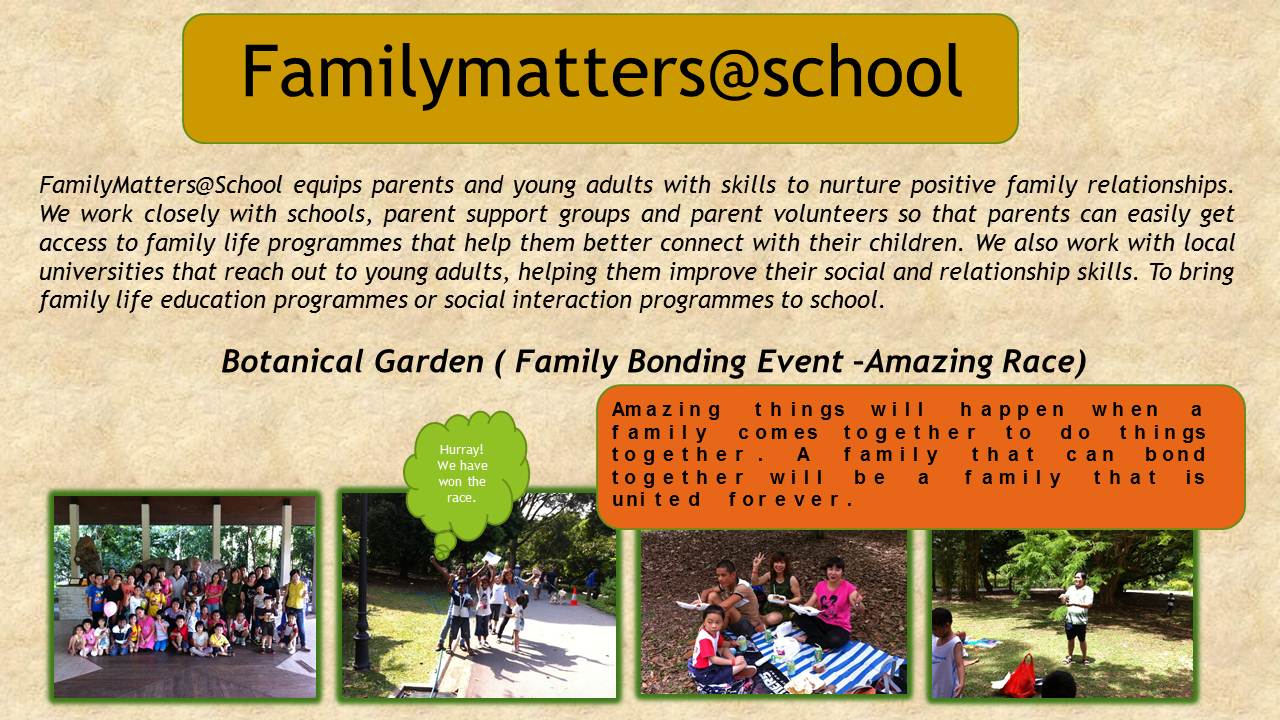 Familymatters@school
FamilyMatters@School equips parents and young adults with skills to nurture positive family relationships.
We work closely with schools, parent support groups and parent volunteers so that parents can easily get
access to family life programmes that help them better connect with their children. We also work with local
universities that reach out to young adults, helping them improve their social and relationship skills. To bring
family life education programmes or social interaction programmes to school.
Botanical Garden ( Family Bonding Event –Amazing Race)
Amazing things will happen when a
family comes together to do things
together. A family that can bond
together will be a family that is
united forever.
Hurray!
We have
won the
race.